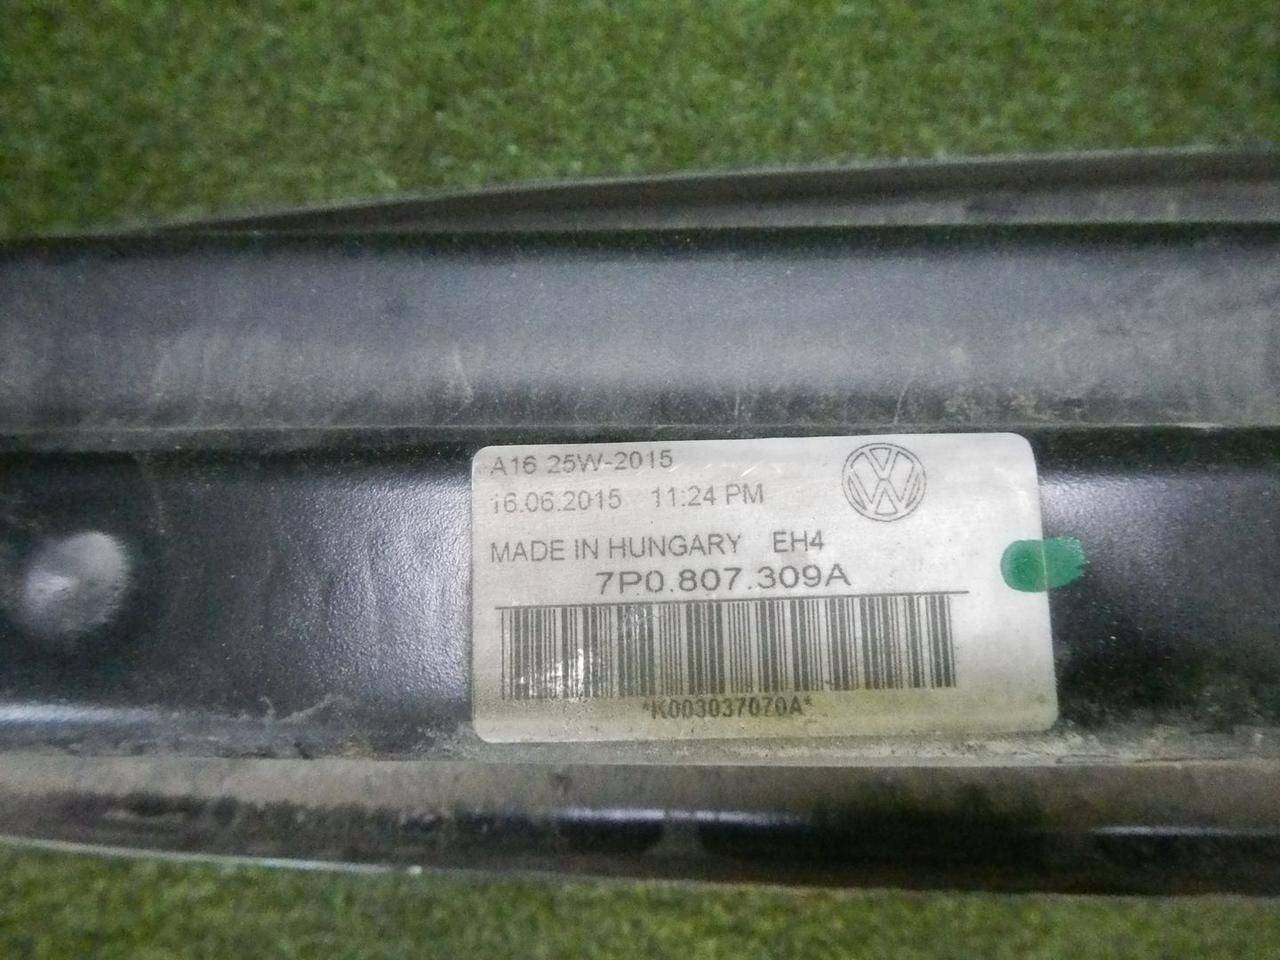 A16 25W-2015
16.06.2015 11:24 PM
MADE IN HUNGARY EH4
7P0.807.309A
*K003037070A*